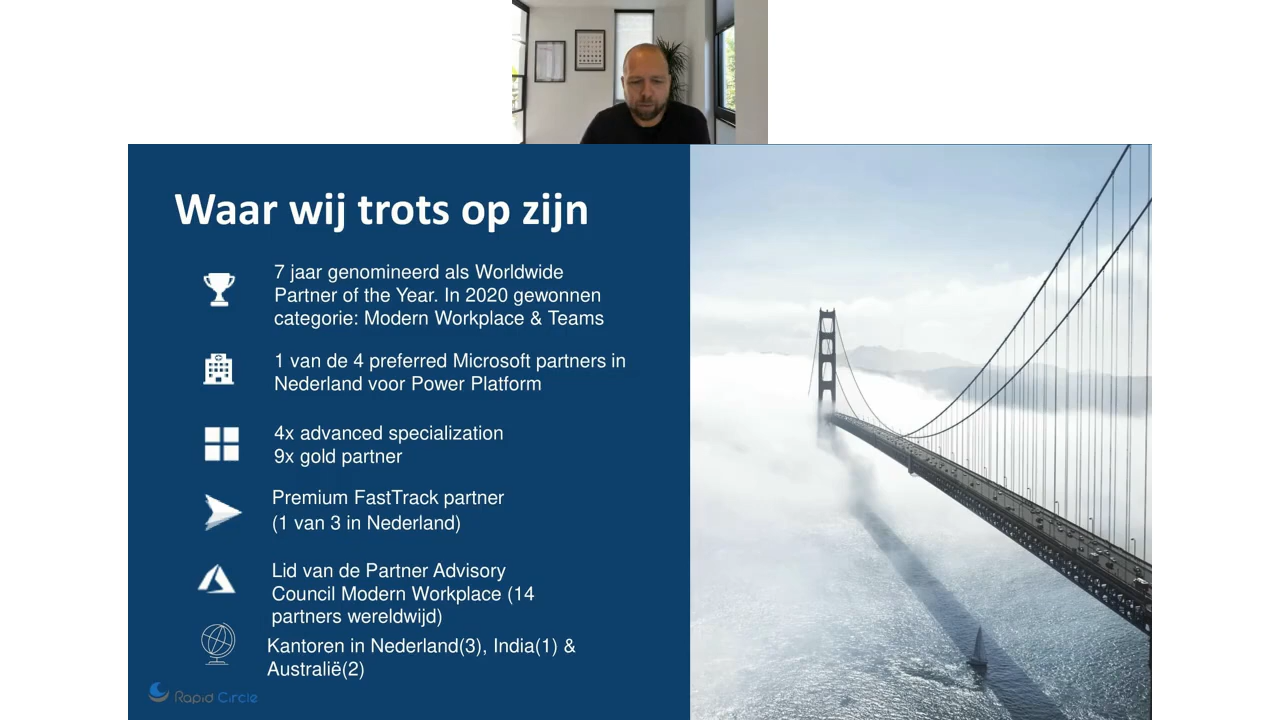 Waar wij trots op zijn
7 jaar genomineerd als Worldwide
Partner of the Year. In 2020 gewonnen
categorie: Modern Workplace & Teams
1 van de 4 preferred Microsoft partners in
Nederland voor Power Platform
4x advanced specialization
9x gold partner
Premium FastTrack partner
(1 van 3 in Nederland)
Lid van de Partner Advisory
Council Modern Workplace (14
partners wereldwijd)
Kantoren in Nederland(3), India(1) &
Australië(2)
Rapid Circle